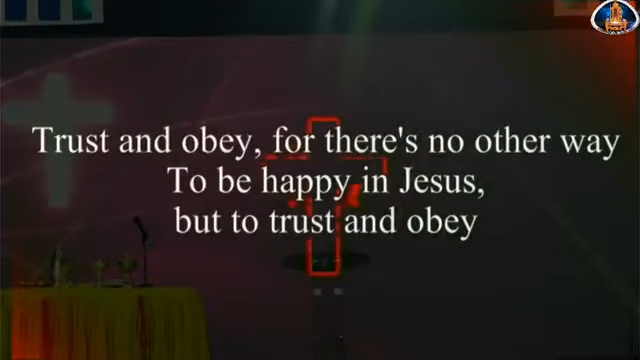 Trust and obey, for there's no other way
To be happy in Jesus,
but to trust and obey